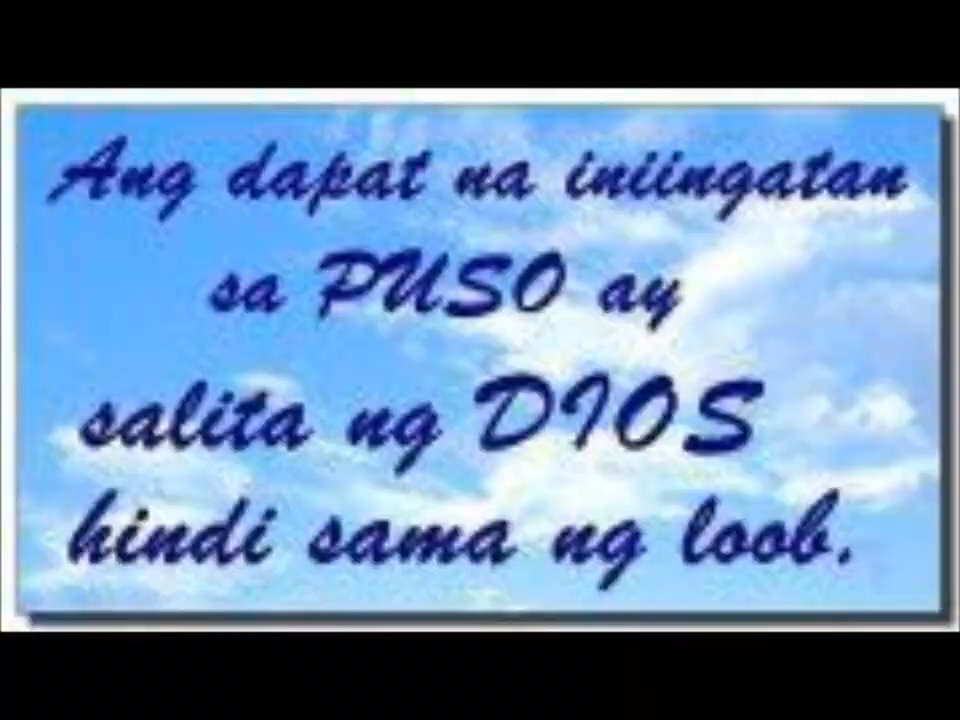 Ang dapat na iniingatan
sa PUSO ay
salita ng DIOS
hindi sama ng loob.